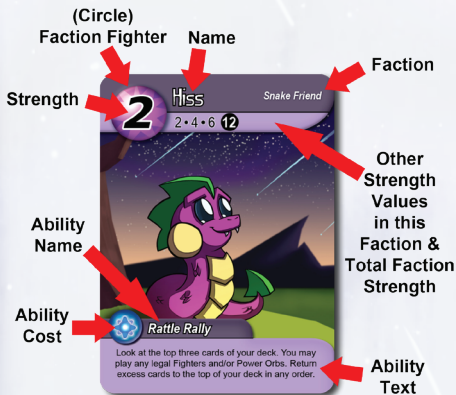 (Circle)
Faction Fighter
Name
Faction
Strength
2
Hiss
Snake Friend
2•4•6 12
Other
Strength
Values
in this
Faction &
Total Faction
Strength
Ability
Name
Ability
Cost
Rattle Rally
Look at the top three cards of your deck. You may
play any legal Fighters and/or Power Orbs. Return
excess cards to the top of your deck in any order.
Ability
Text